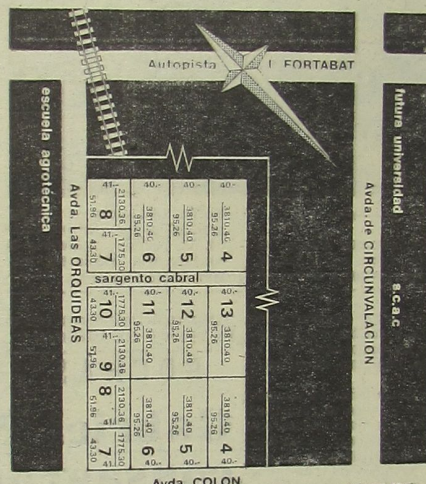 Autopista L. FORTABAT
escuela agrotécnica
Avda. Las ORQUIDEAS
futura universidad s.c.a.c
Avda. de CIRCUNVALACION
41.- 2130.36 51.96 8
41.- 1775.30 43.30 7
40.- 3810.40 95.26 6
40.- 3810.40 95.26 5
40.- 3810.40 95.26 4
sargento cabral
41.- 1775.30 43.30 10
40.- 3810.40 95.26 11
40.- 3810.40 95.26 12
40.- 3810.40 95.26 13
2130.36 51.96 9
2130.36 51.96 8
41.- 1775.30 43.30 7
3810.40 95.26 6 40.-
3810.40 95.26 5 40.-
3810.40 95.26 4 40.-
Avda. COLON